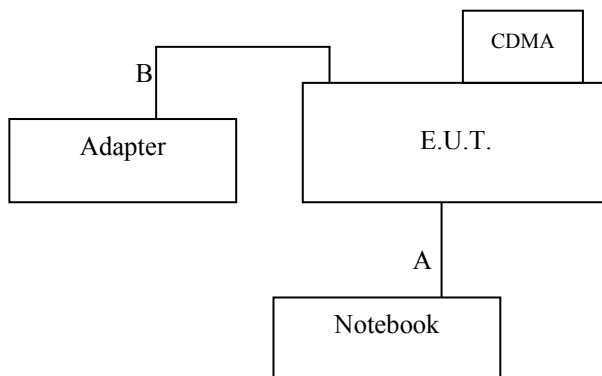 CDMA
B
Adapter
E.U.T.
A
Notebook